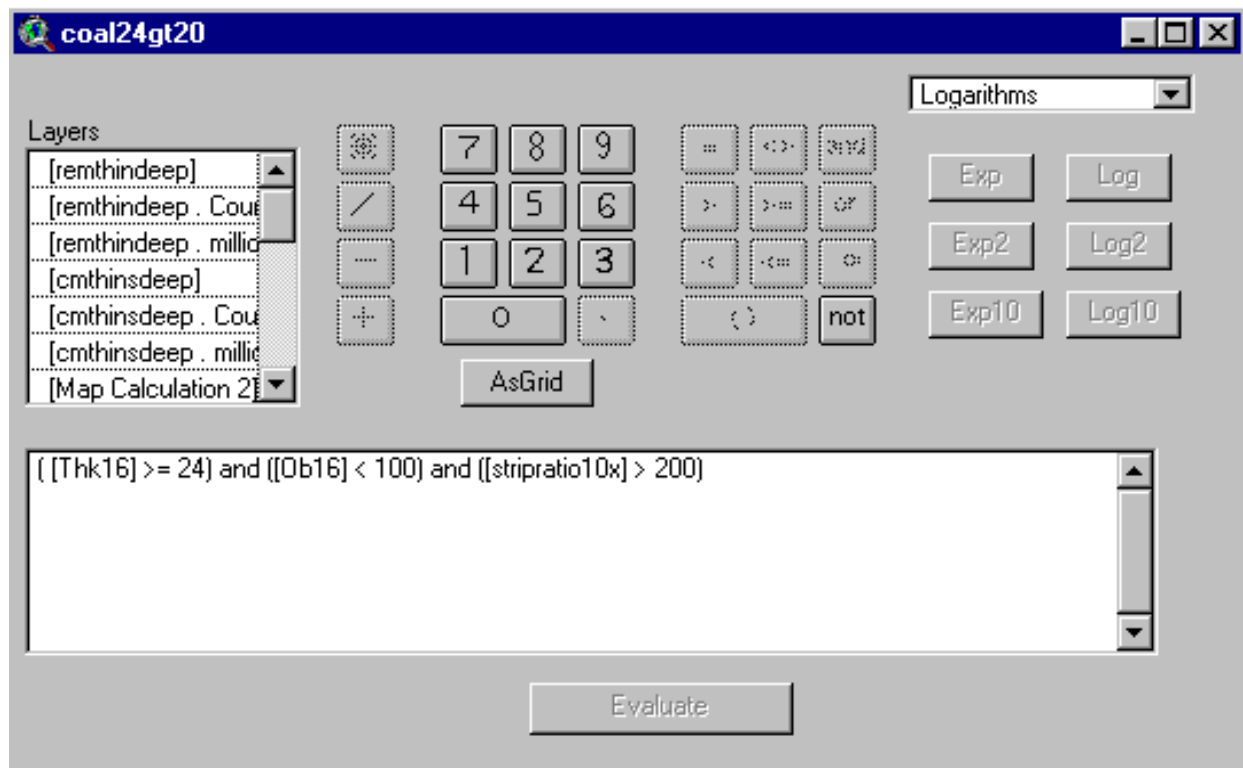 coal24gt20
Logarithms
Layers
[remthindeep]
[remthindeep . Cour
[remthindeep . millio
[cmthinsdeep]
[cmthinsdeep . Cou
[cmthinsdeep . millio
[Map Calculation 2]
/ 7 8 9 = <> and
4 5 6 > >= or
- 1 2 3 < <=
+ 0 . ( ) not
AsGrid
Exp Log
Exp2 Log2
Exp10 Log10
( [Thk16] >= 24) and ([Ob16] < 100) and ([stripratio10x] > 200)
Evaluate